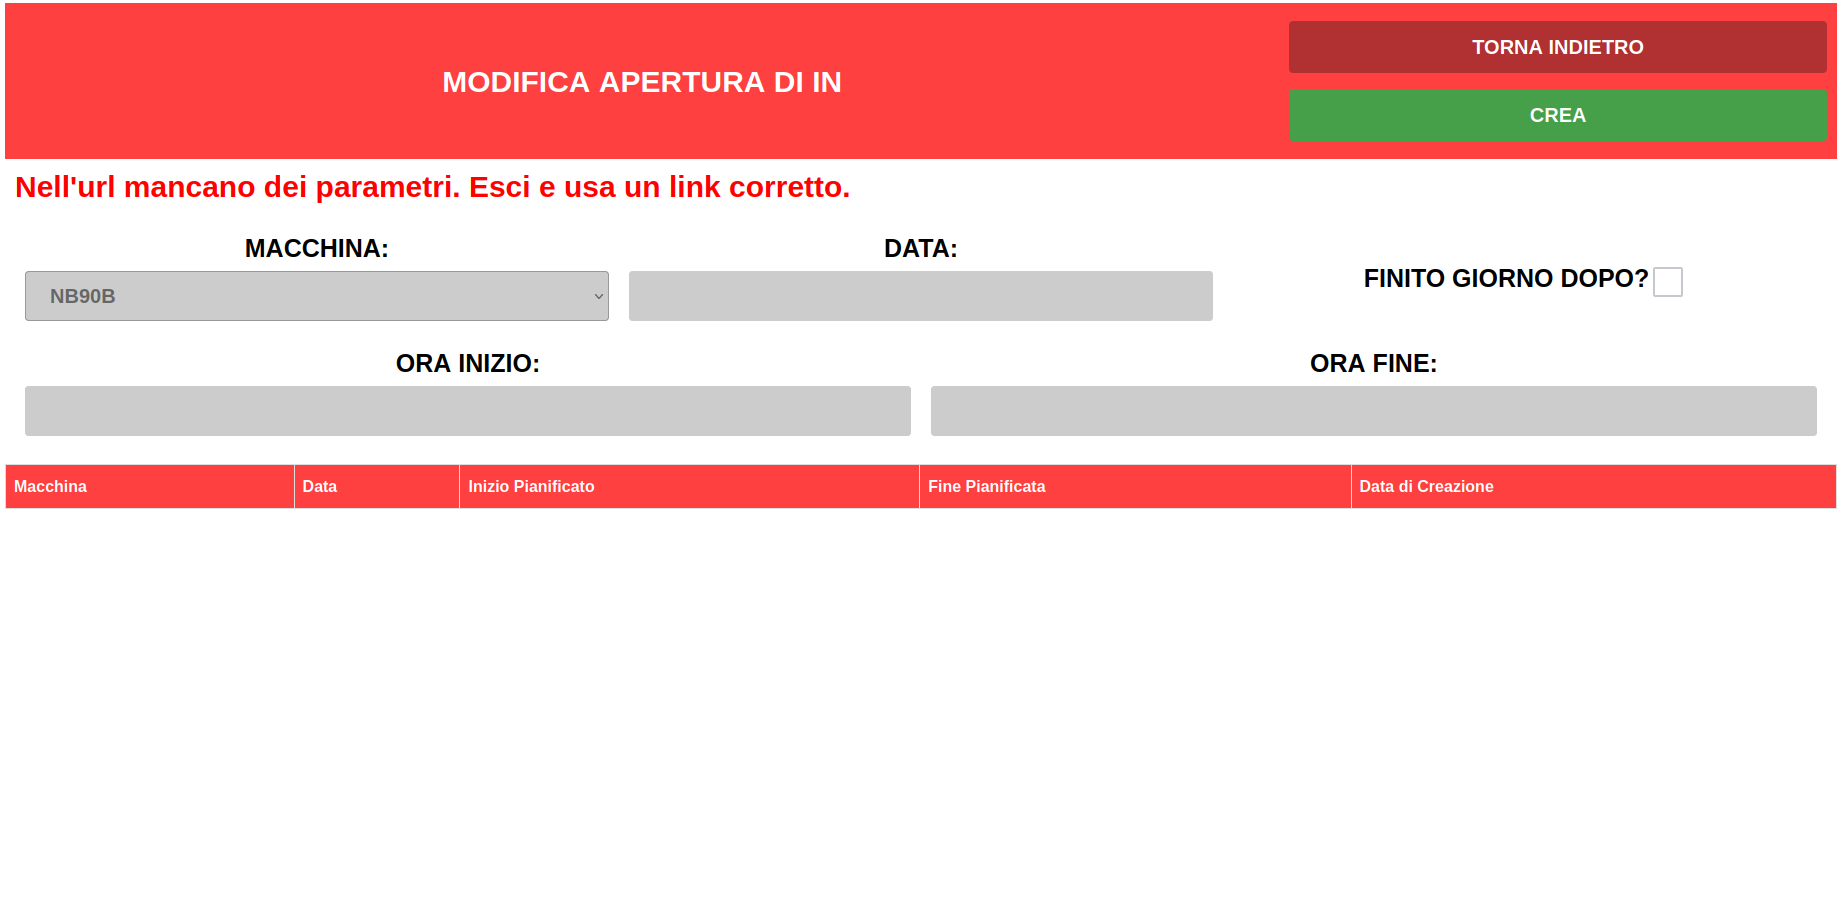 MODIFICA APERTURA DI IN
TORNA INDIETRO
CREA
Nell'url mancano dei parametri. Esci e usa un link corretto.
MACCHINA:
DATA:
NB90B
FINITO GIORNO DOPO?
ORA INIZIO:
ORA FINE:
Macchina
Data
Inizio Pianificato
Fine Pianificata
Data di Creazione